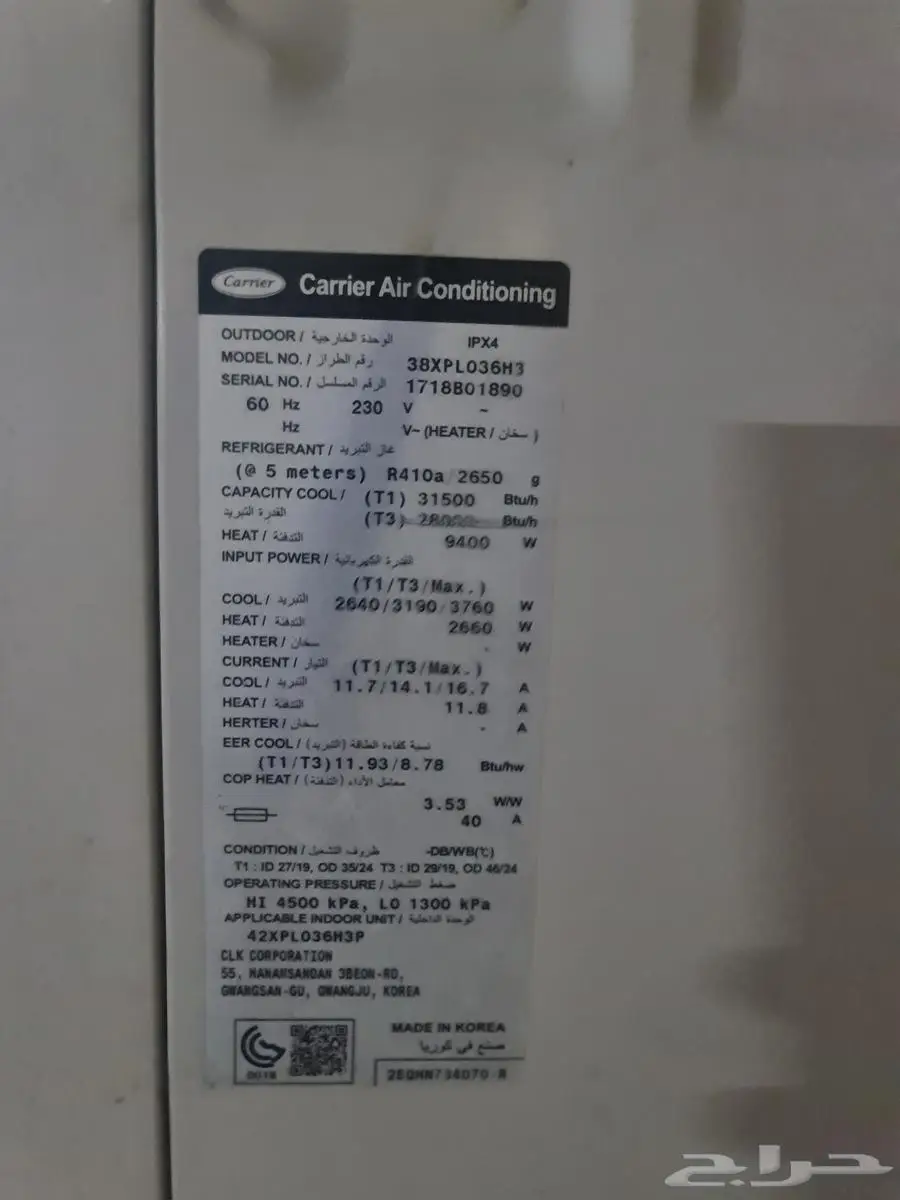 Carrier Carrier Air Conditioning
OUTDOOR / الوحدة الخارجية IPX4
MODEL NO. / رقم الطراز 38XPL036H3
SERIAL NO. / الرقم المسلسل 1718B01890
60 Hz 230 V ~
Hz V~ (HEATER / سخان )
REFRIGERANT / غاز التبريد
(@ 5 meters) R410a/2650 g
CAPACITY COOL / (T1) 31500 Btu/h
القدرة التبريد (T3) 28000 Btu/h
HEAT / التدفئة 9400 W
INPUT POWER / القدرة الكهربائية
(T1/T3/Max.)
COOL / التبريد 2640/3190/3760 W
HEAT / التدفئة 2660 W
HEATER / سخان - W
CURRENT / التيار (T1/T3/Max.)
COOL / التبريد 11.7/14.1/16.7 A
HEAT / التدفئة 11.8 A
HERTER / سخان - A
EER COOL / نسبة كفاءة الطاقة (التبريد)
(T1/T3)11.93/8.78 Btu/hw
COP HEAT / معامل الأداء (التدفئة)
3.53 W/W
40 A
CONDITION / ظروف التشغيل -DB/WB(℃)
T1 : ID 27/19, OD 35/24 T3 : ID 29/19, OD 46/24
OPERATING PRESSURE / ضغط التشغيل
HI 4500 kPa, LO 1300 kPa
APPLICABLE INDOOR UNIT / الوحدة الداخلية
42XPL036H3P
CLK CORPORATION
55, HANAMSANDAN 3BEON-RO,
GWANGSAN-GU, GWANGJU, KOREA
MADE IN KOREA
صنع في كوريا
حراج